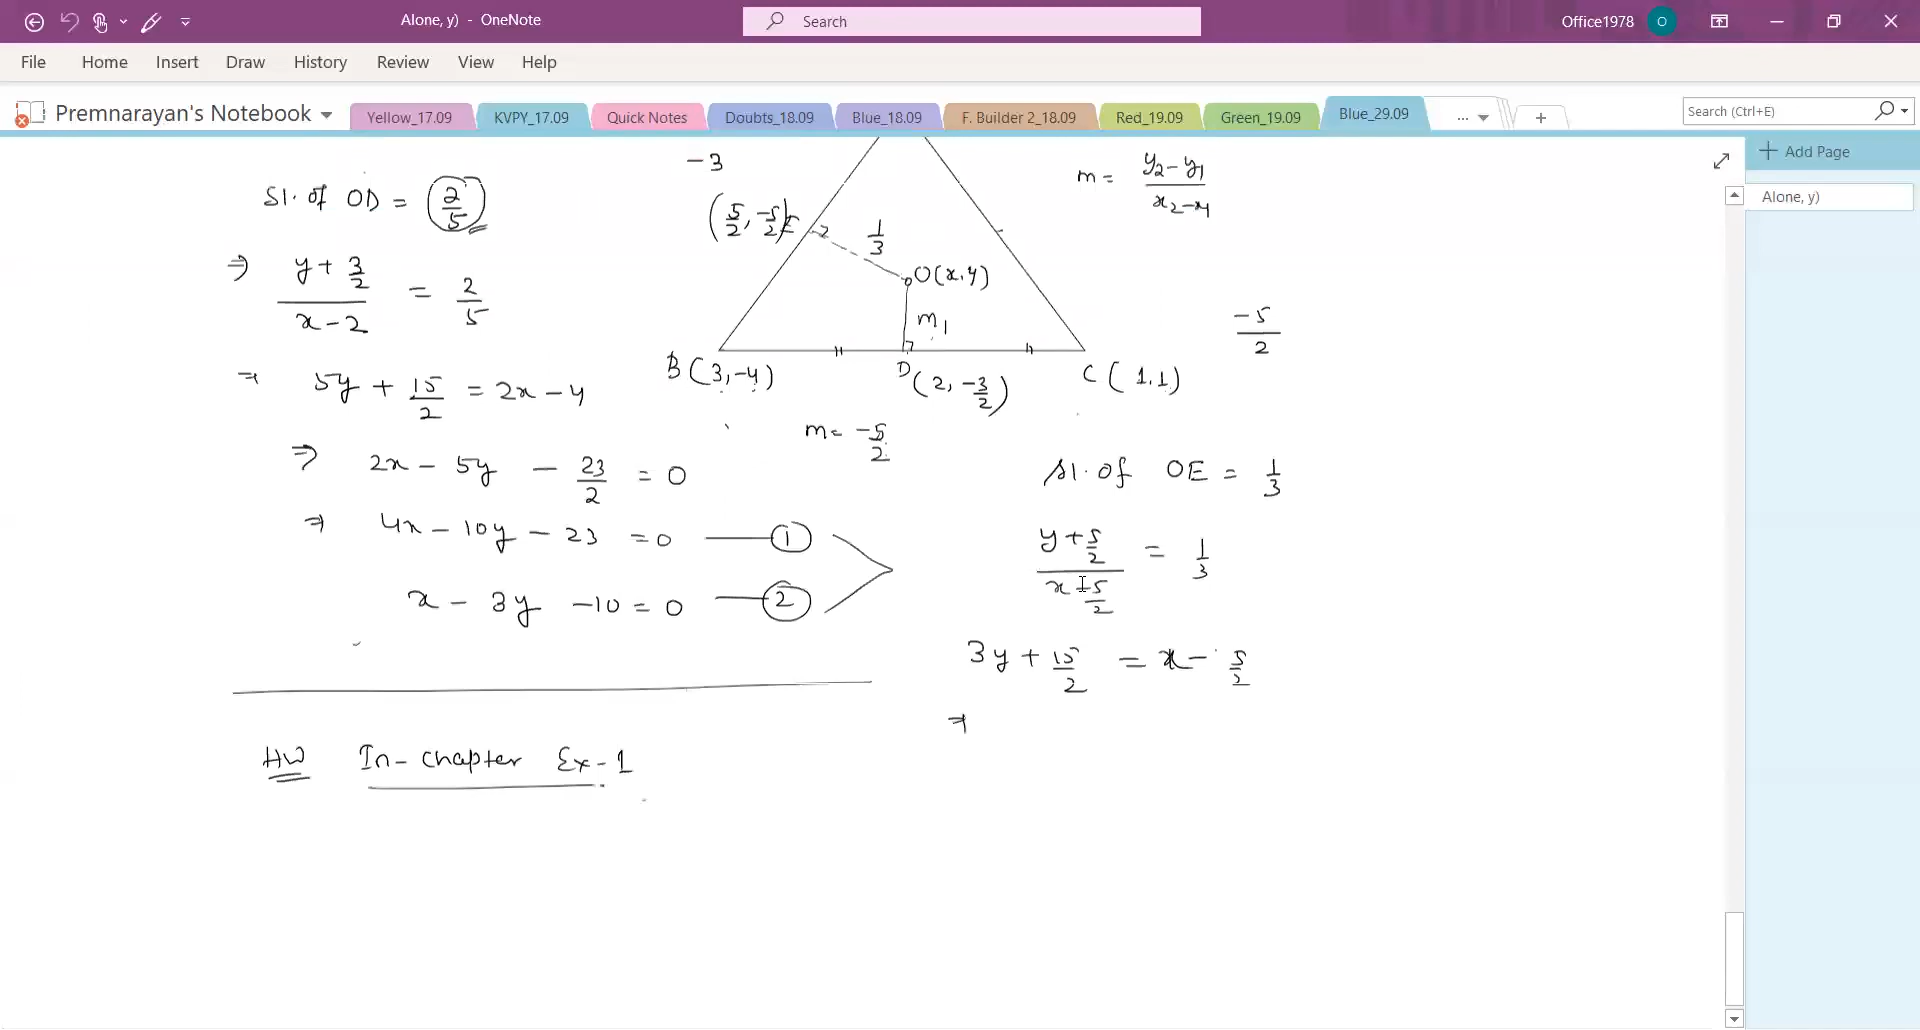 Alone, y) - OneNote
Search
Office1978
O
File Home Insert Draw History Review View Help
Premnarayan's Notebook
Yellow_17.09
KVPY_17.09
Quick Notes
Doubts_18.09
Blue_18.09
F. Builder 2_18.09
Red_19.09
Green_19.09
Blue_29.09
...
+
Search (Ctrl+E)
+ Add Page
Alone, y)
Sl. of OD = 2/5
⇒ (y + 3/2)/(x - 2) = 2/5
⇒ 5y + 15/2 = 2x - 4
⇒ 2x - 5y - 23/2 = 0
⇒ 4x - 10y - 23 = 0 — 1
x - 3y - 10 = 0 — 2
HW In-chapter Ex-1
-3
(5/2, -5/2) E
1/3
O(x,y)
m1
B (3,-4)
D (2, -3/2)
C (1,1)
m = -5/2
m = (y2 - y1)/(x2 - x1)
-5/2
Sl. of OE = 1/3
(y + 5/2)/(x - 5/2) = 1/3
3y + 15/2 = x - 5/2
⇒